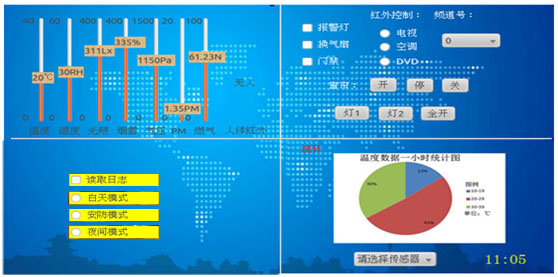 40 60 400 400 1500 20 100
335%
311Lx
61.23N
1150Pa
30RH
20℃
无人
1.35PM
0 0 0 0 0 0 0
温度 湿度 光照 烟雾 气压 PM 燃气 人体红外
红外控制： 频道号：
报警灯 电视 0
换气扇 空调
门禁 DVD
窗帘： 开 停 关
灯1 灯2 全开
读取日志
白天模式
安防模式
夜间模式
温度数据一小时统计图
图例
10-19
20-29
30-39
单位：℃
请选择传感器
11:05